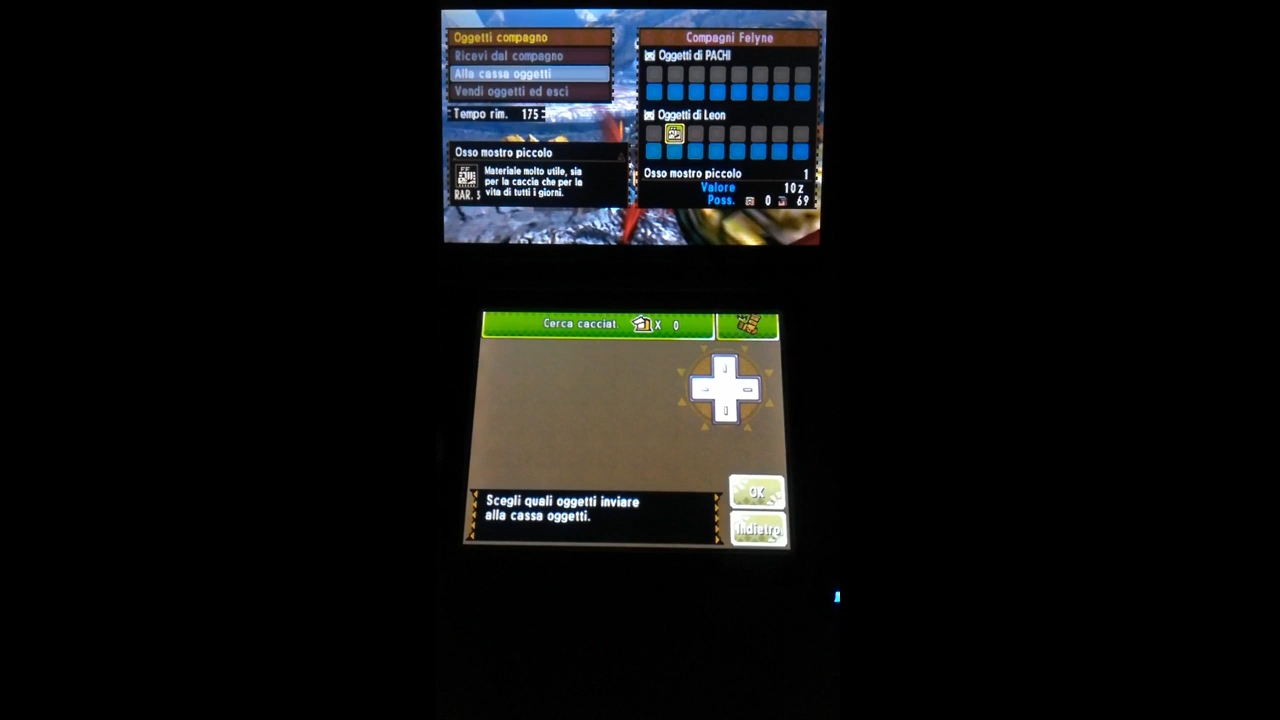 Oggetti compagno
Ricevi dal compagno
Alla cassa oggetti
Vendi oggetti ed esci
Tempo rim. 175
Osso mostro piccolo
Materiale molto utile, sia
per la caccia che per la
vita di tutti i giorni.
RAR. 3
Compagni Felyne
Oggetti di PACHI
Oggetti di Leon
Osso mostro piccolo 1
Valore 10z
Poss. 0 69
Cerca cacciat. X 0
Scegli quali oggetti inviare
alla cassa oggetti.
OK
Indietro